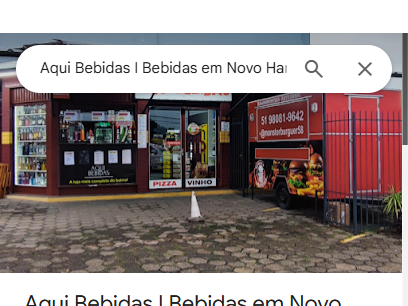 Aqui Bebidas | Bebidas em Novo Ha
51 98081-9642
@monsterburguer58
AQUI
BEBIDAS
A loja mais completa do bairro!
PIZZA VINHO
Aqui Bebidas | Bebidas em Novo